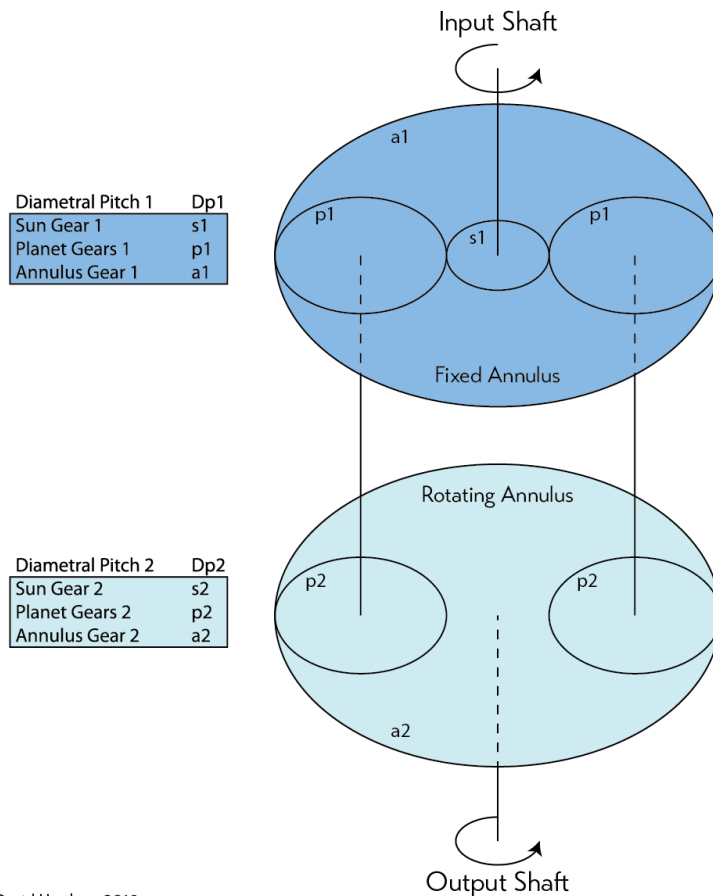 Input Shaft
a1
p1
s1
p1
Diametral Pitch 1 Dp1
Sun Gear 1 s1
Planet Gears 1 p1
Annulus Gear 1 a1
Fixed Annulus
Rotating Annulus
Diametral Pitch 2 Dp2
Sun Gear 2 s2
Planet Gears 2 p2
Annulus Gear 2 a2
p2
p2
a2
Output Shaft